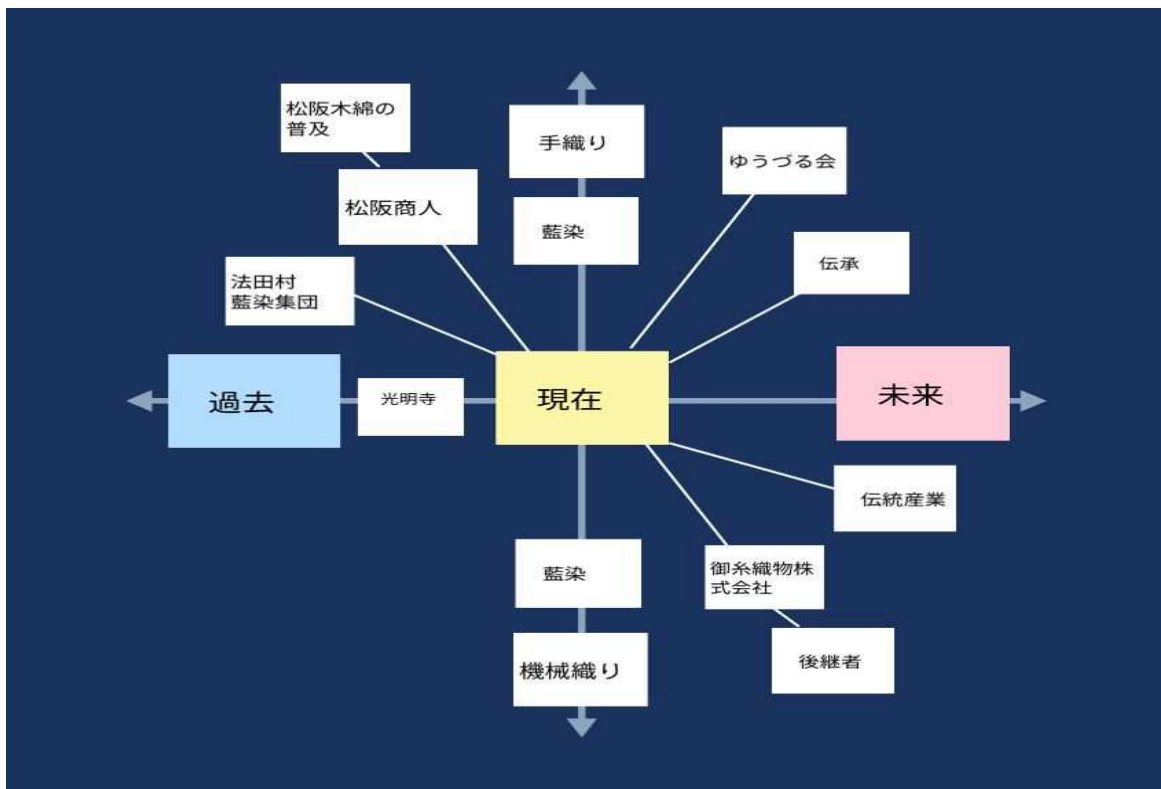 松阪木綿の
普及
手織り
ゆうづる会
松阪商人
藍染
伝承
法田村
藍染集団
過去
光明寺
現在
未来
伝統産業
藍染
御糸織物株
式会社
機械織り
後継者